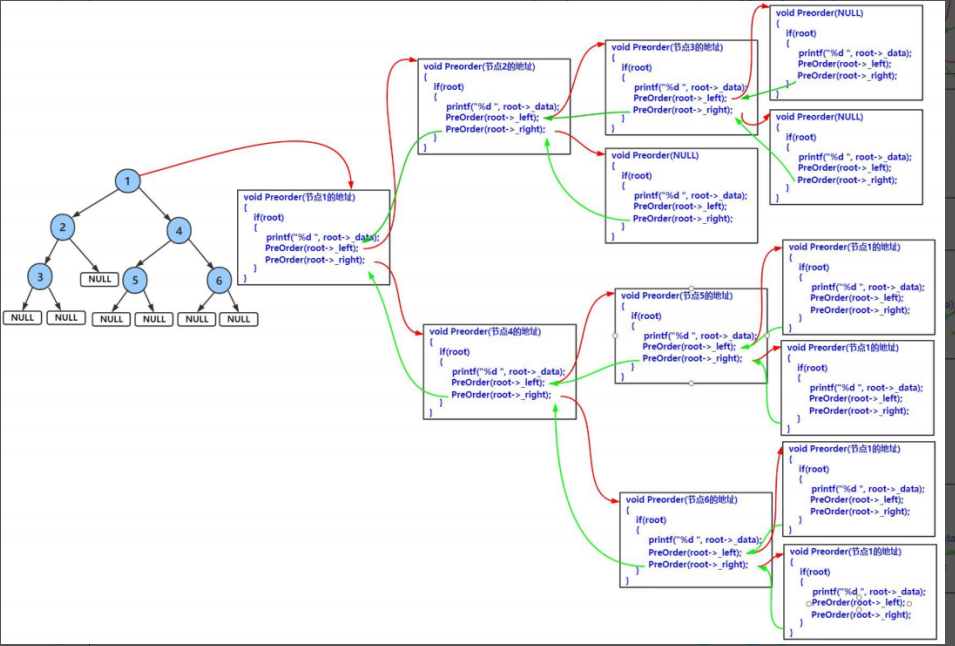 1
2
4
3
NULL
5
6
NULL
NULL
NULL
NULL
NULL
NULL
void Preorder(节点1的地址)
{
if(root)
{
printf("%d ", root->_data);
PreOrder(root->_left);
PreOrder(root->_right);
}
}
void Preorder(节点2的地址)
{
if(root)
{
printf("%d ", root->_data);
PreOrder(root->_left);
PreOrder(root->_right);
}
}
void Preorder(节点3的地址)
{
if(root)
{
printf("%d ", root->_data);
PreOrder(root->_left);
PreOrder(root->_right);
}
}
void Preorder(NULL)
{
if(root)
{
printf("%d ", root->_data);
PreOrder(root->_left);
PreOrder(root->_right);
}
}
void Preorder(NULL)
{
if(root)
{
printf("%d ", root->_data);
PreOrder(root->_left);
PreOrder(root->_right);
}
}
void Preorder(NULL)
{
if(root)
{
printf("%d ", root->_data);
PreOrder(root->_left);
PreOrder(root->_right);
}
}
void Preorder(节点4的地址)
{
if(root)
{
printf("%d ", root->_data);
PreOrder(root->_left);
PreOrder(root->_right);
}
}
void Preorder(节点5的地址)
{
if(root)
{
printf("%d ", root->_data);
PreOrder(root->_left);
PreOrder(root->_right);
}
}
void Preorder(节点1的地址)
{
if(root)
{
printf("%d ", root->_data);
PreOrder(root->_left);
PreOrder(root->_right);
}
}
void Preorder(节点1的地址)
{
if(root)
{
printf("%d ", root->_data);
PreOrder(root->_left);
PreOrder(root->_right);
}
}
void Preorder(节点6的地址)
{
if(root)
{
printf("%d ", root->_data);
PreOrder(root->_left);
PreOrder(root->_right);
}
}
void Preorder(节点1的地址)
{
if(root)
{
printf("%d ", root->_data);
PreOrder(root->_left);
PreOrder(root->_right);
}
}
void Preorder(节点1的地址)
{
if(root)
{
printf("%d ", root->_data);
PreOrder(root->_left);
PreOrder(root->_right);
}
}